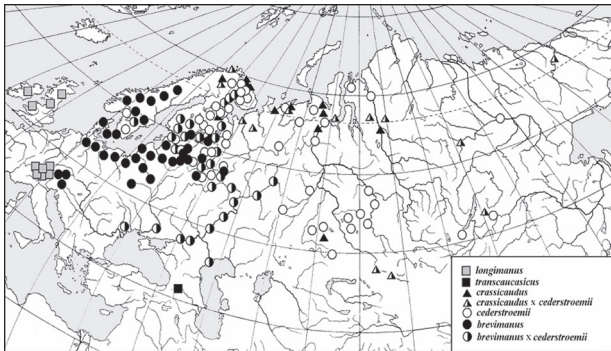 longimanus
transcaucasicus
crassicaudus
crassicaudus x cederstroemii
cederstroemii
brevimanus
brevimanus x cederstroemii